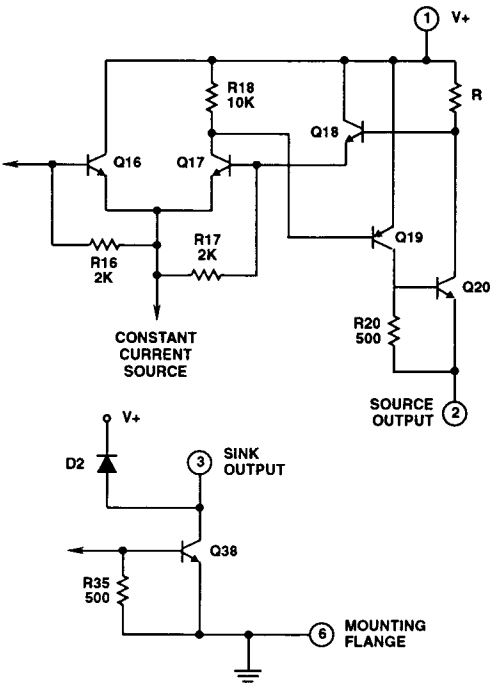 1 V+
R18
10K
R
Q18
Q16
Q17
R17
2K
R16
2K
Q19
Q20
CONSTANT
CURRENT
SOURCE
R20
500
SOURCE
OUTPUT 2
V+
D2
3 SINK
OUTPUT
Q38
R35
500
6 MOUNTING
FLANGE